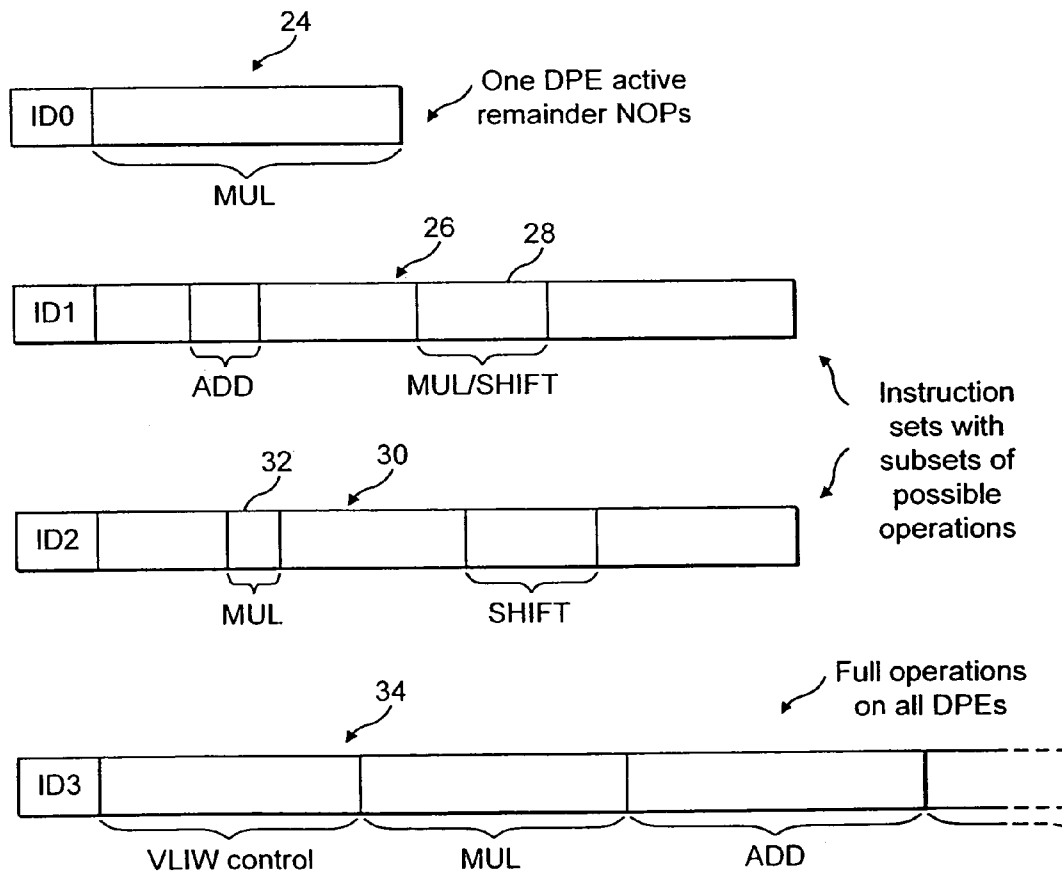 24
ID0
One DPE active
remainder NOPs
MUL
26
28
ID1
ADD
MUL/SHIFT
Instruction
sets with
subsets of
possible
operations
32
30
ID2
MUL
SHIFT
34
Full operations
on all DPEs
ID3
VLIW control
MUL
ADD